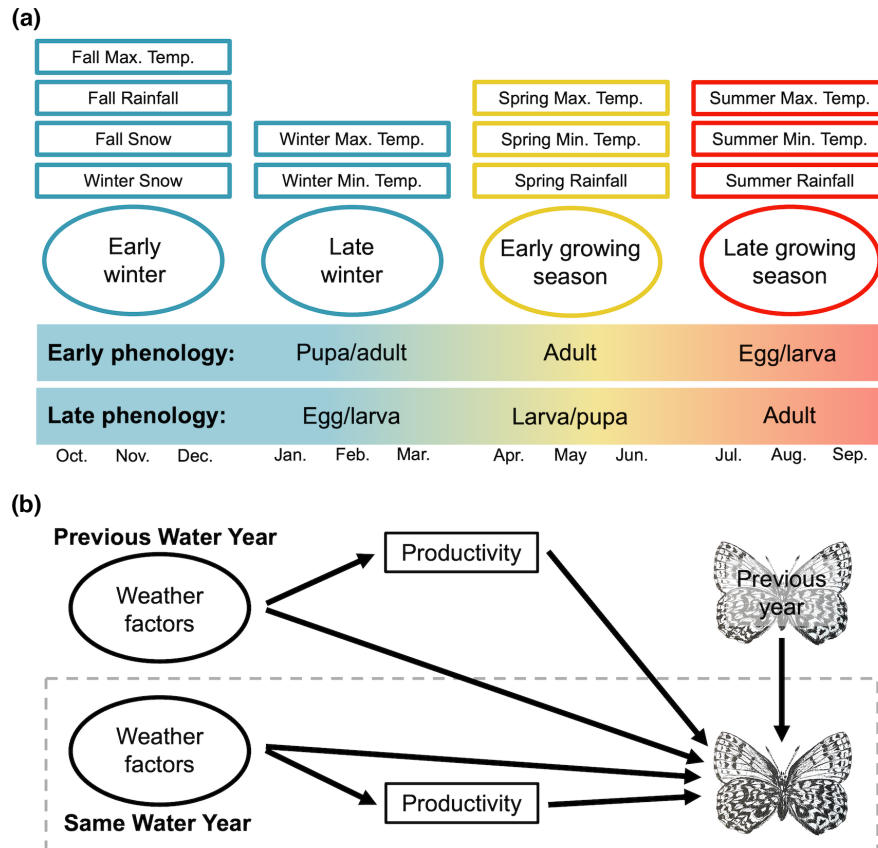 (a)
Fall Max. Temp.
Fall Rainfall
Fall Snow
Winter Snow
Winter Max. Temp.
Winter Min. Temp.
Spring Max. Temp.
Spring Min. Temp.
Spring Rainfall
Summer Max. Temp.
Summer Min. Temp.
Summer Rainfall
Early
winter
Late
winter
Early growing
season
Late growing
season
Early phenology: Pupa/adult Adult Egg/larva
Late phenology: Egg/larva Larva/pupa Adult
Oct. Nov. Dec. Jan. Feb. Mar. Apr. May Jun. Jul. Aug. Sep.
(b)
Previous Water Year
Weather
factors
Productivity
Previous
year
Weather
factors
Productivity
Same Water Year